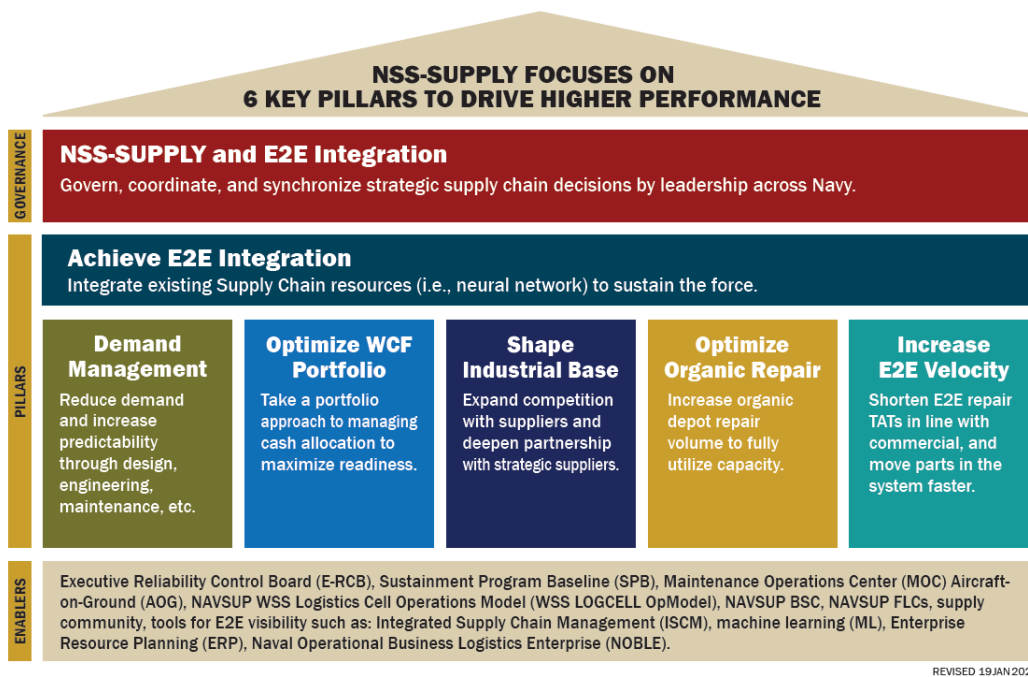 NSS-SUPPLY FOCUSES ON
6 KEY PILLARS TO DRIVE HIGHER PERFORMANCE
GOVERNANCE
NSS-SUPPLY and E2E Integration
Govern, coordinate, and synchronize strategic supply chain decisions by leadership across Navy.
PILLARS
Achieve E2E Integration
Integrate existing Supply Chain resources (i.e., neural network) to sustain the force.
Demand
Management
Reduce demand
and increase
predictability
through design,
engineering,
maintenance, etc.
Optimize WCF
Portfolio
Take a portfolio
approach to managing
cash allocation to
maximize readiness.
Shape
Industrial Base
Expand competition
with suppliers and
deepen partnership
with strategic suppliers.
Optimize
Organic Repair
Increase organic
depot repair
volume to fully
utilize capacity.
Increase
E2E Velocity
Shorten E2E repair
TATs in line with
commercial, and
move parts in the
system faster.
ENABLERS
Executive Reliability Control Board (E-RCB), Sustainment Program Baseline (SPB), Maintenance Operations Center (MOC) Aircraft-
on-Ground (AOG), NAVSUP WSS Logistics Cell Operations Model (WSS LOGCELL OpModel), NAVSUP BSC, NAVSUP FLCs, supply
community, tools for E2E visibility such as: Integrated Supply Chain Management (ISCM), machine learning (ML), Enterprise
Resource Planning (ERP), Naval Operational Business Logistics Enterprise (NOBLE).
REVISED 19JAN202